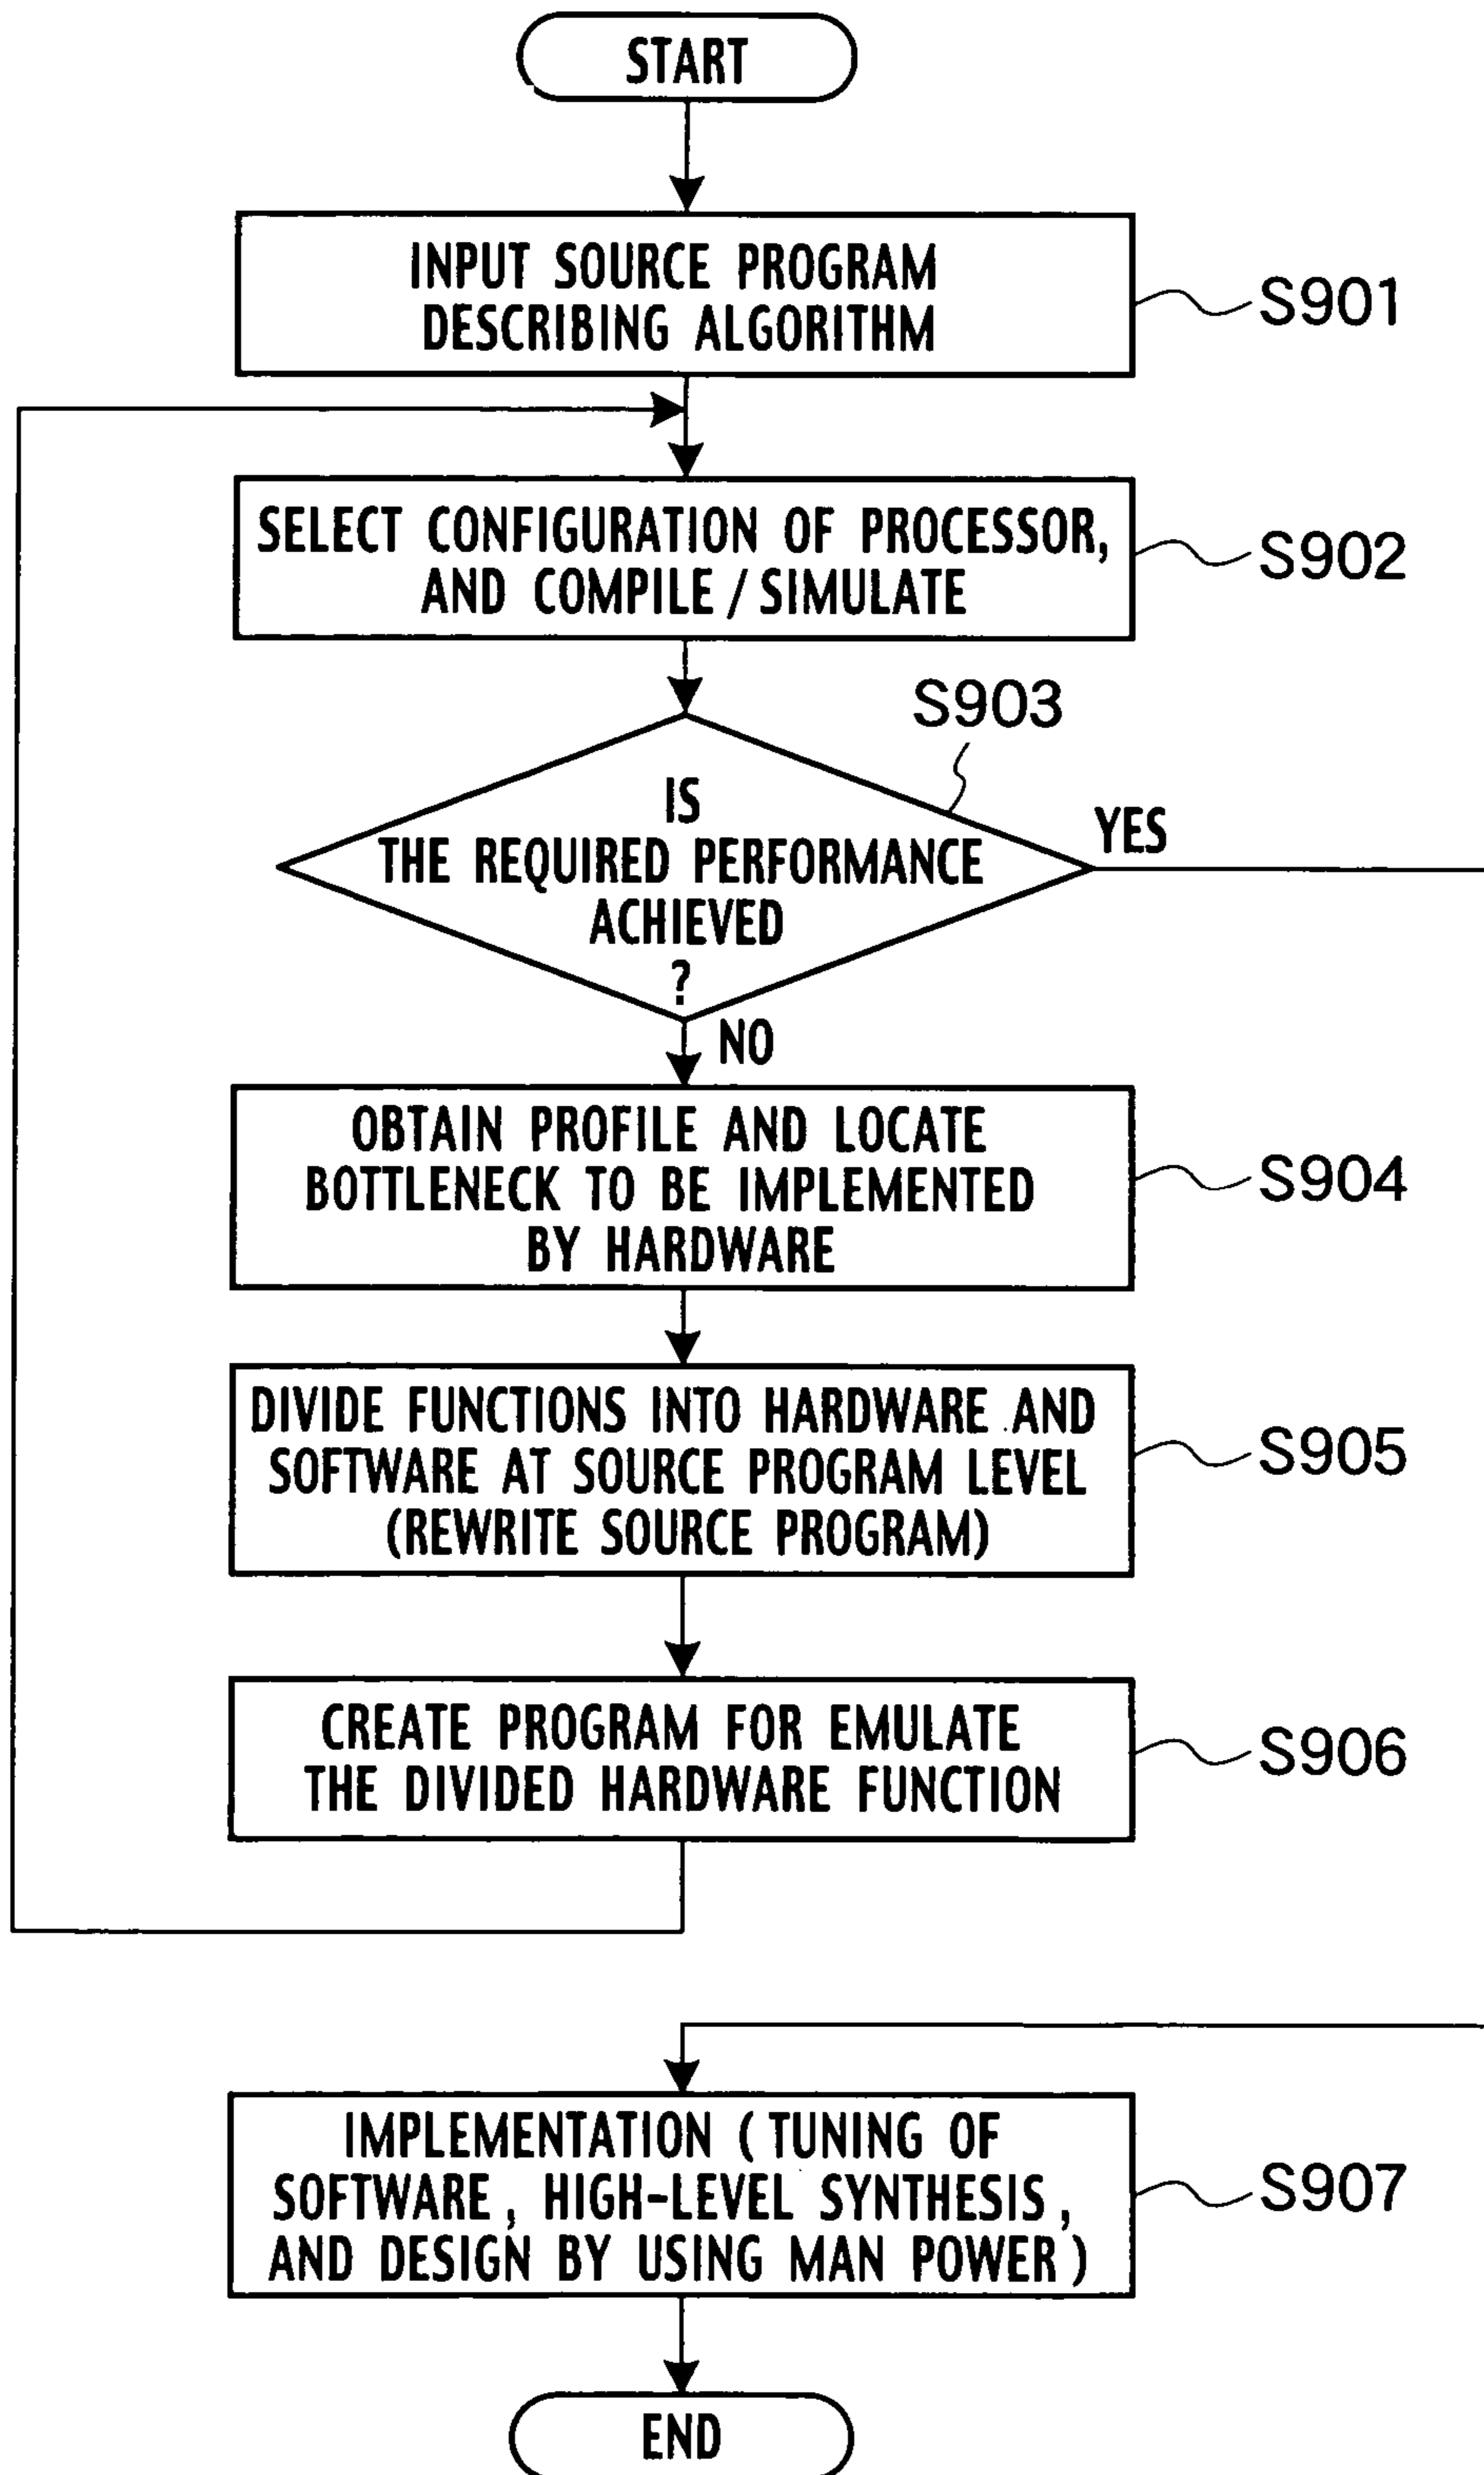 START
INPUT SOURCE PROGRAM
DESCRIBING ALGORITHM
S901
SELECT CONFIGURATION OF PROCESSOR,
AND COMPILE / SIMULATE
S902
S903
IS
THE REQUIRED PERFORMANCE
ACHIEVED
?
YES
NO
OBTAIN PROFILE AND LOCATE
BOTTLENECK TO BE IMPLEMENTED
BY HARDWARE
S904
DIVIDE FUNCTIONS INTO HARDWARE AND
SOFTWARE AT SOURCE PROGRAM LEVEL
(REWRITE SOURCE PROGRAM)
S905
CREATE PROGRAM FOR EMULATE
THE DIVIDED HARDWARE FUNCTION
S906
IMPLEMENTATION ( TUNING OF
SOFTWARE, HIGH-LEVEL SYNTHESIS,
AND DESIGN BY USING MAN POWER )
S907
END